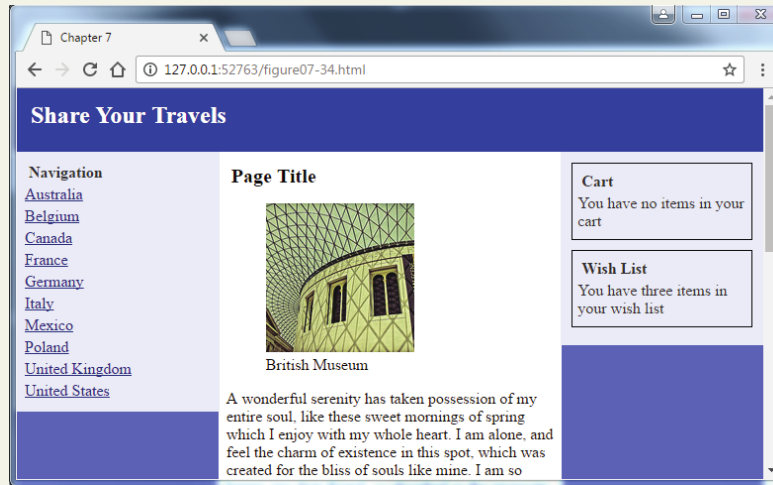 Chapter 7
127.0.0.1:52763/figure07-34.html
Share Your Travels
Navigation
Australia
Belgium
Canada
France
Germany
Italy
Mexico
Poland
United Kingdom
United States
Page Title
British Museum
A wonderful serenity has taken possession of my
entire soul, like these sweet mornings of spring
which I enjoy with my whole heart. I am alone, and
feel the charm of existence in this spot, which was
created for the bliss of souls like mine. I am so
Cart
You have no items in your
cart
Wish List
You have three items in
your wish list